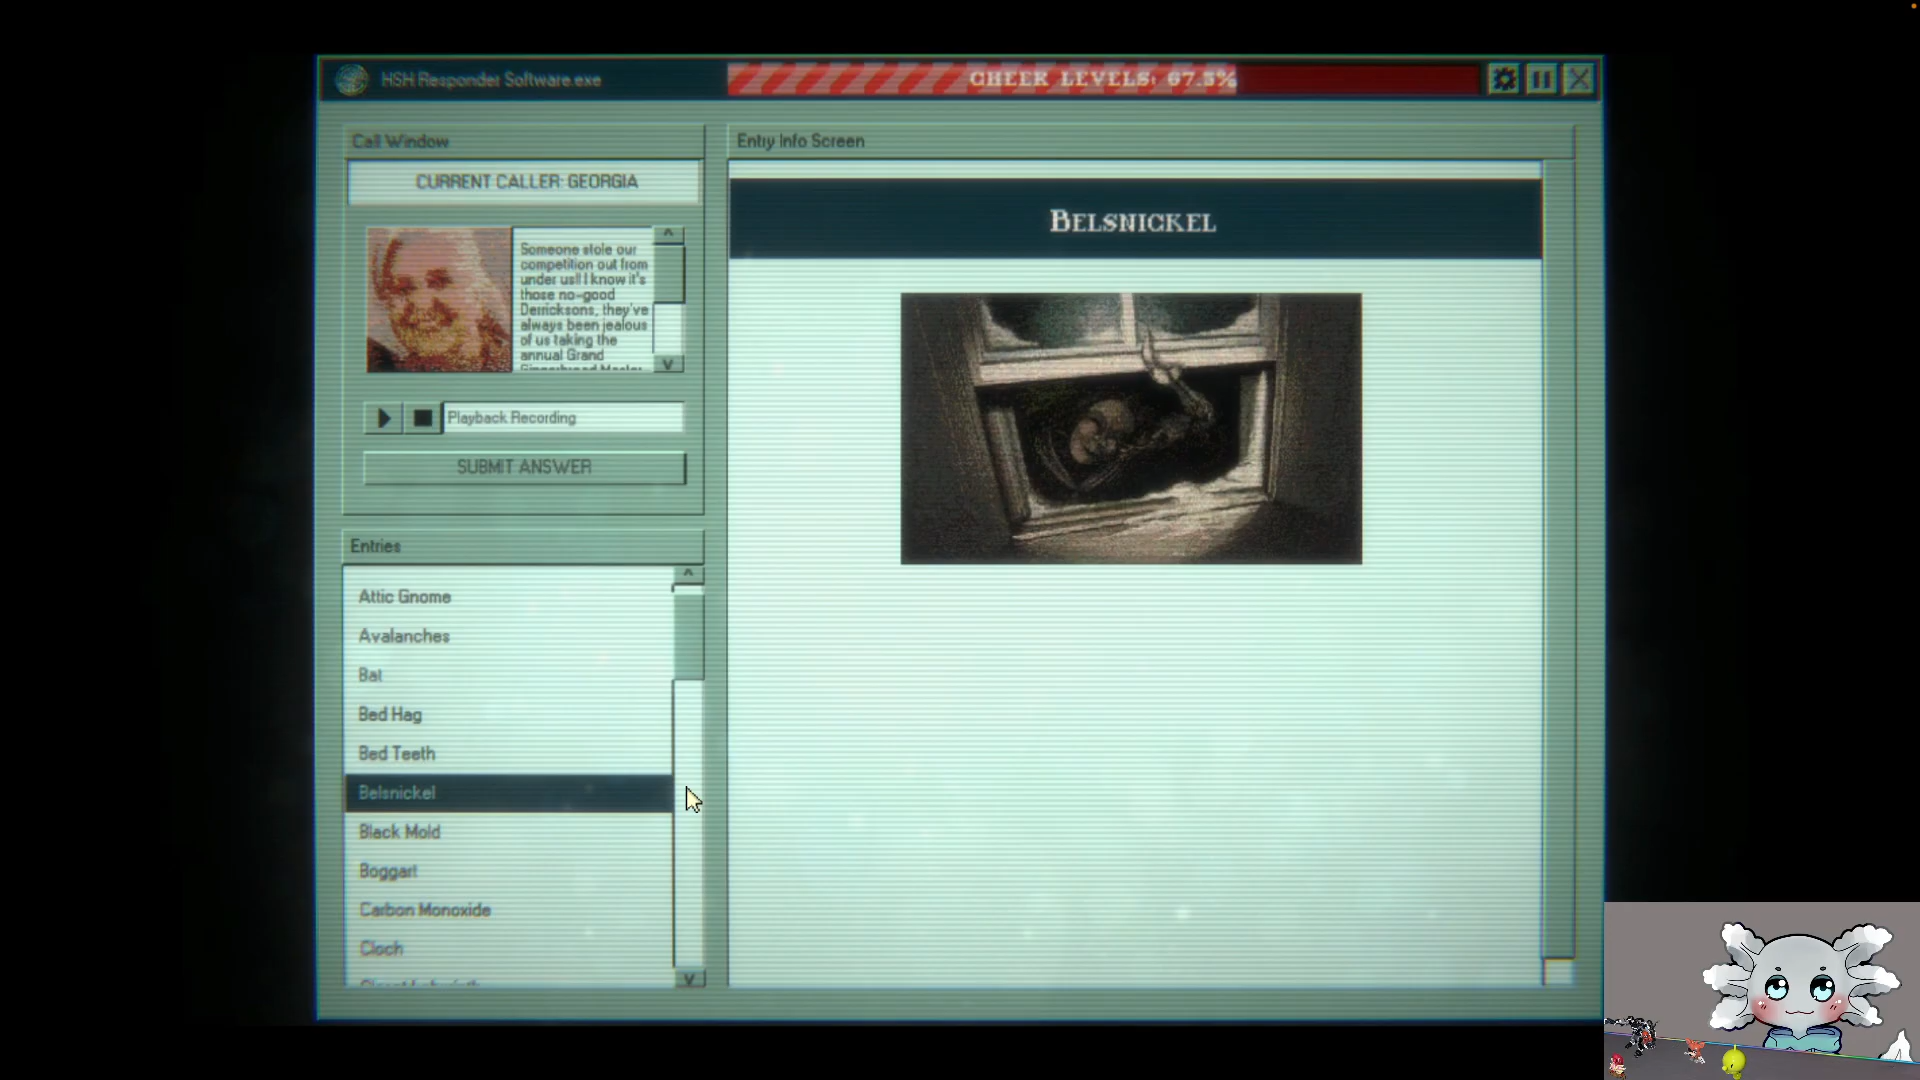 HSH Responder Software.exe
CHEER LEVELS: 67.3%
Call Window
CURRENT CALLER: GEORGIA
Someone stole our
competition out from
under us!! I know it's
those no-good
Derricksons, they've
always been jealous
of us taking the
annual Grand
Playback Recording
SUBMIT ANSWER
Entries
Attic Gnome
Avalanches
Bat
Bed Hag
Bed Teeth
Belsnickel
Black Mold
Boggart
Carbon Monoxide
Cloch
Entry Info Screen
BELSNICKEL